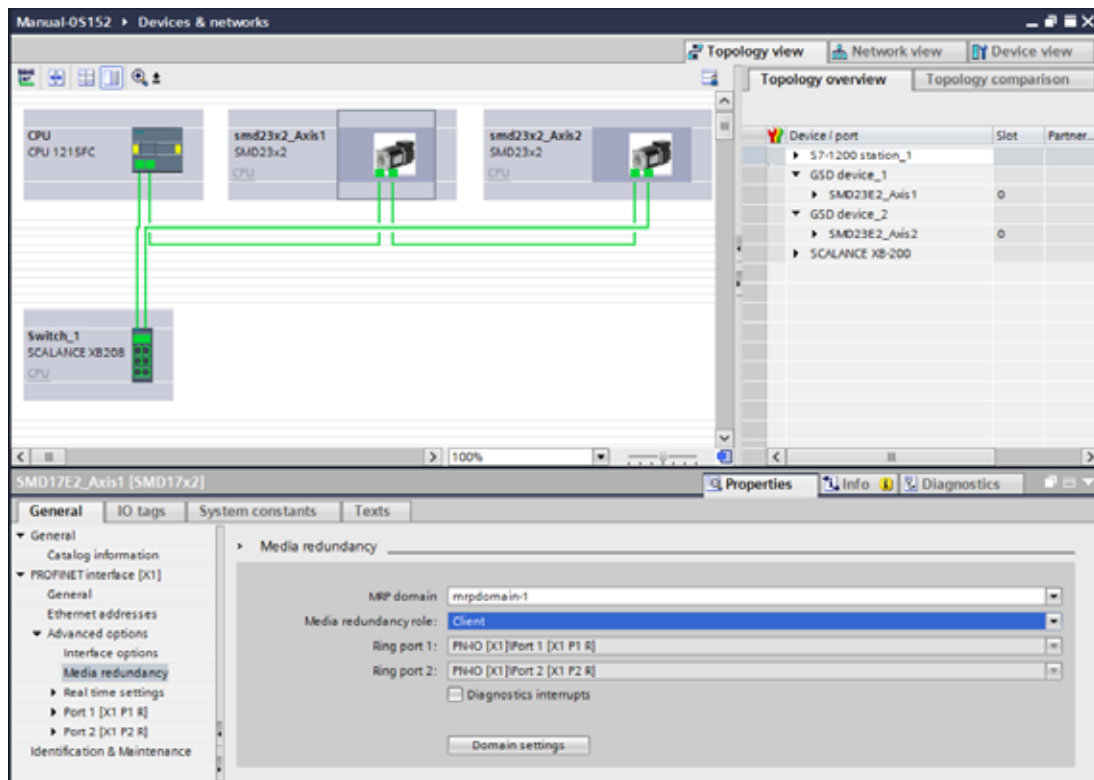 Manual-0S152 ▸ Devices & networks
Topology view
Network view
Device view
Topology overview
Topology comparison
CPU
CPU 1215FC
smd23x2_Axis1
SMD23x2
CPU
smd23x2_Axis2
SMD23x2
CPU
Switch_1
SCALANCE XB208
CPU
Device / port Slot Partner...
S7-1200 station_1
GSD device_1
SMD23E2_Axis1 0
GSD device_2
SMD23E2_Axis2 0
SCALANCE XB-200
100%
SMD17E2_Axis1 [SMD17x2]
Properties
Info
Diagnostics
General
IO tags
System constants
Texts
General
Catalog information
PROFINET interface [X1]
General
Ethernet addresses
Advanced options
Interface options
Media redundancy
Real time settings
Port 1 [X1 P1 R]
Port 2 [X1 P2 R]
Identification & Maintenance
Media redundancy
MRP domain mrpdomain-1
Media redundancy role: Client
Ring port 1: PN-IO [X1]\Port 1 [X1 P1 R]
Ring port 2: PN-IO [X1]\Port 2 [X1 P2 R]
Diagnostics interrupts
Domain settings